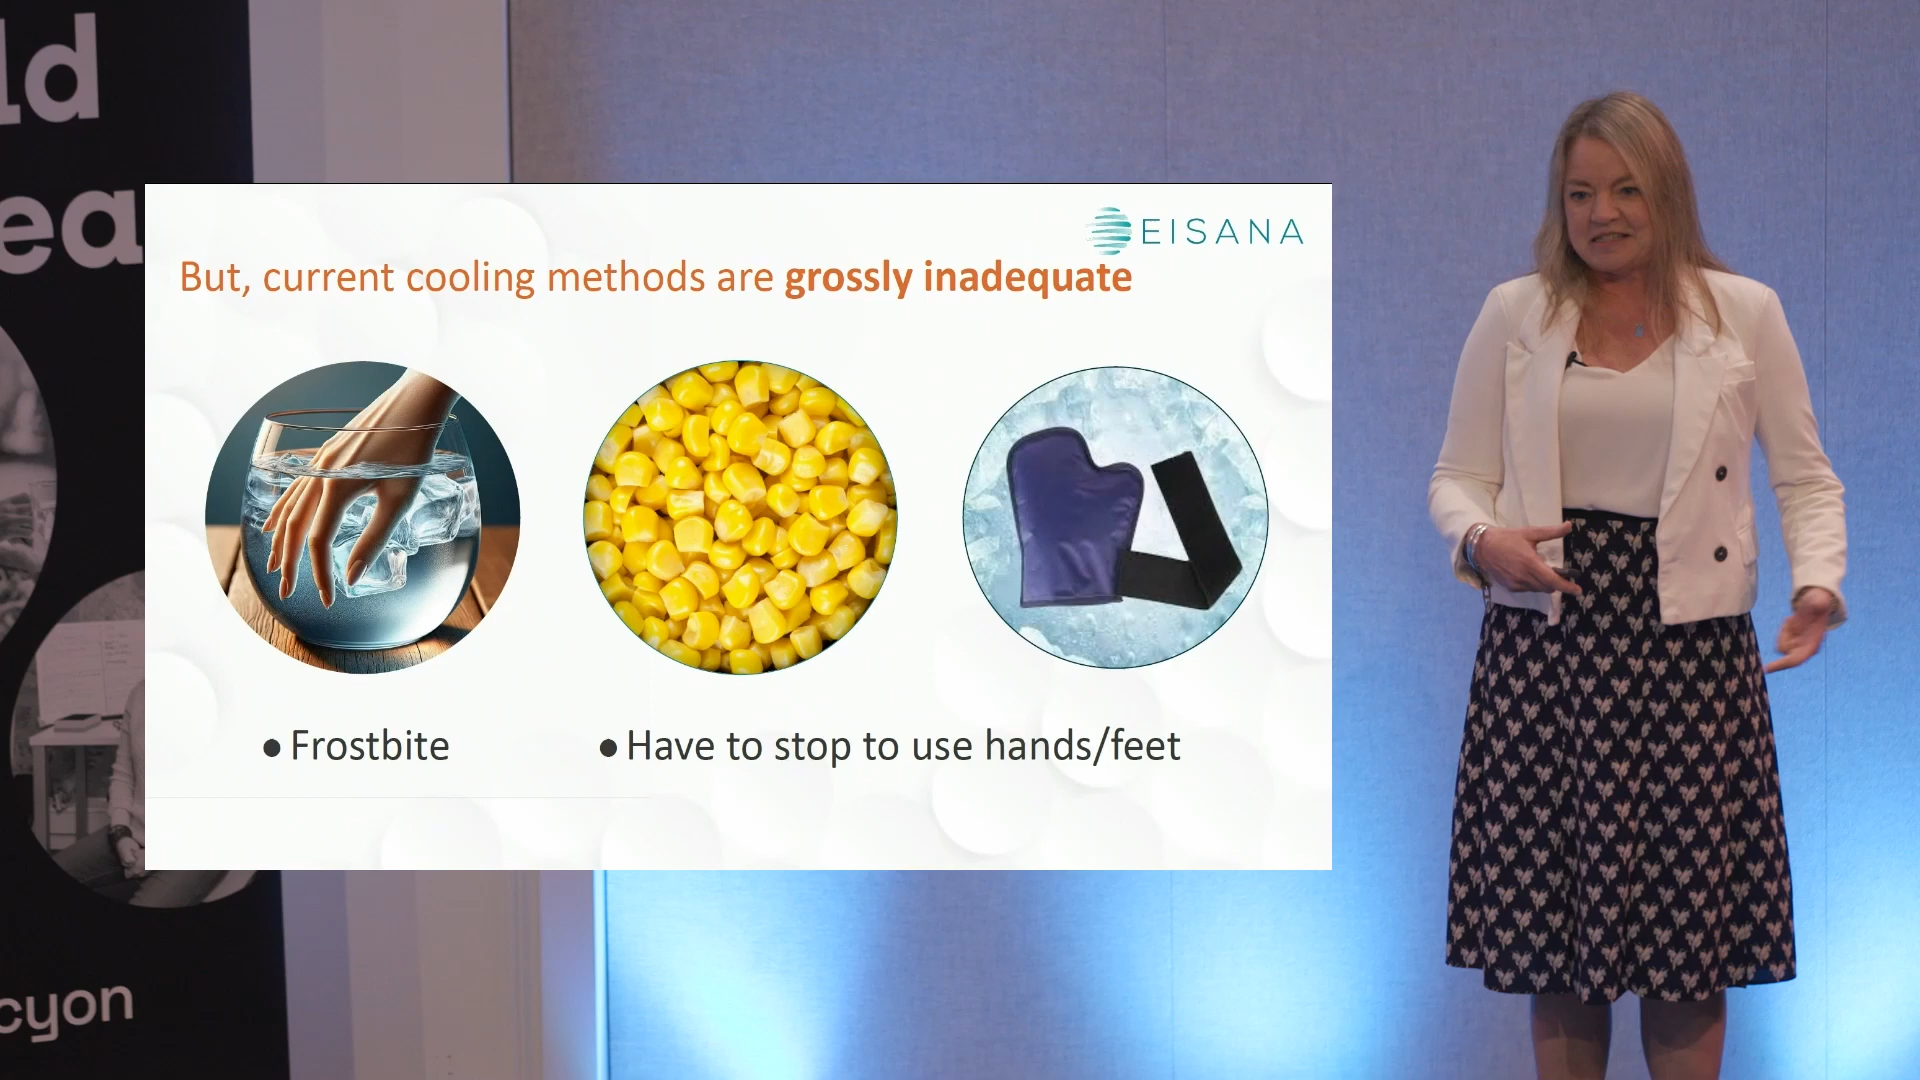 ld
ea
EISANA
But, current cooling methods are grossly inadequate
● Frostbite
● Have to stop to use hands/feet
cyon